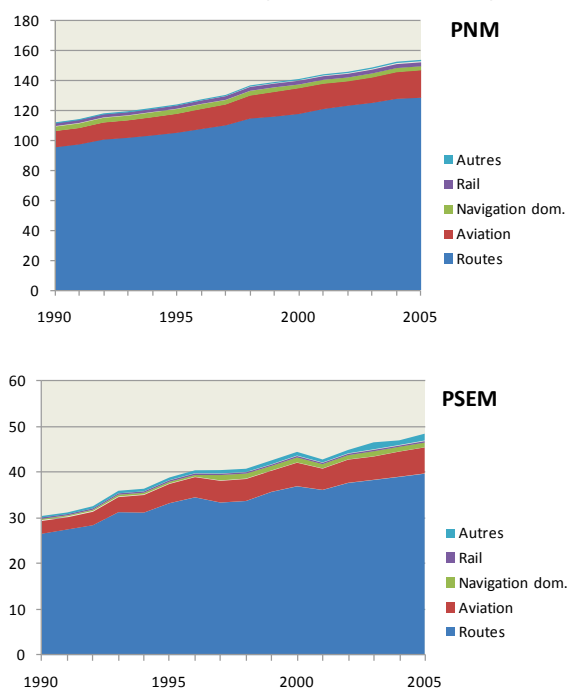 180
PNM
160
140
120
100
80
60
40
20
0
Autres
Rail
Navigation dom.
Aviation
Routes
1990
1995
2000
2005
60
PSEM
50
40
30
20
10
0
Autres
Rail
Navigation dom.
Aviation
Routes
1990
1995
2000
2005